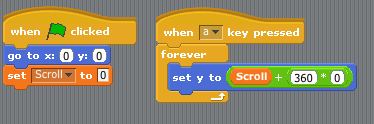 when clicked
go to x: 0 y: 0
set Scroll to 0
when a key pressed
forever
set y to Scroll + 360 * 0